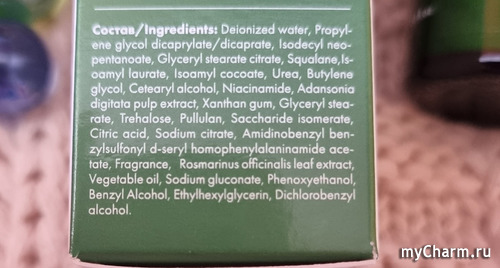 Состав/Ingredients: Deionized water, Propyl-
ene glycol dicaprylate/dicaprate, Isodecyl neo-
pentanoate, Glyceryl stearate citrate, Squalane,Is-
oamyl laurate, Isoamyl cocoate, Urea, Butylene
glycol, Cetearyl alcohol, Niacinamide, Adansonia
digitata pulp extract, Xanthan gum, Glyceryl stea-
rate, Trehalose, Pullulan, Saccharide isomerate,
Citric acid, Sodium citrate, Amidinobenzyl ben-
zylsulfonyl d-seryl homophenylalaninamide ace-
tate, Fragrance, Rosmarinus officinalis leaf extract,
Vegetable oil, Sodium gluconate, Phenoxyethanol,
Benzyl Alcohol, Ethylhexylglycerin, Dichlorobenzyl
alcohol.
myCharm.ru